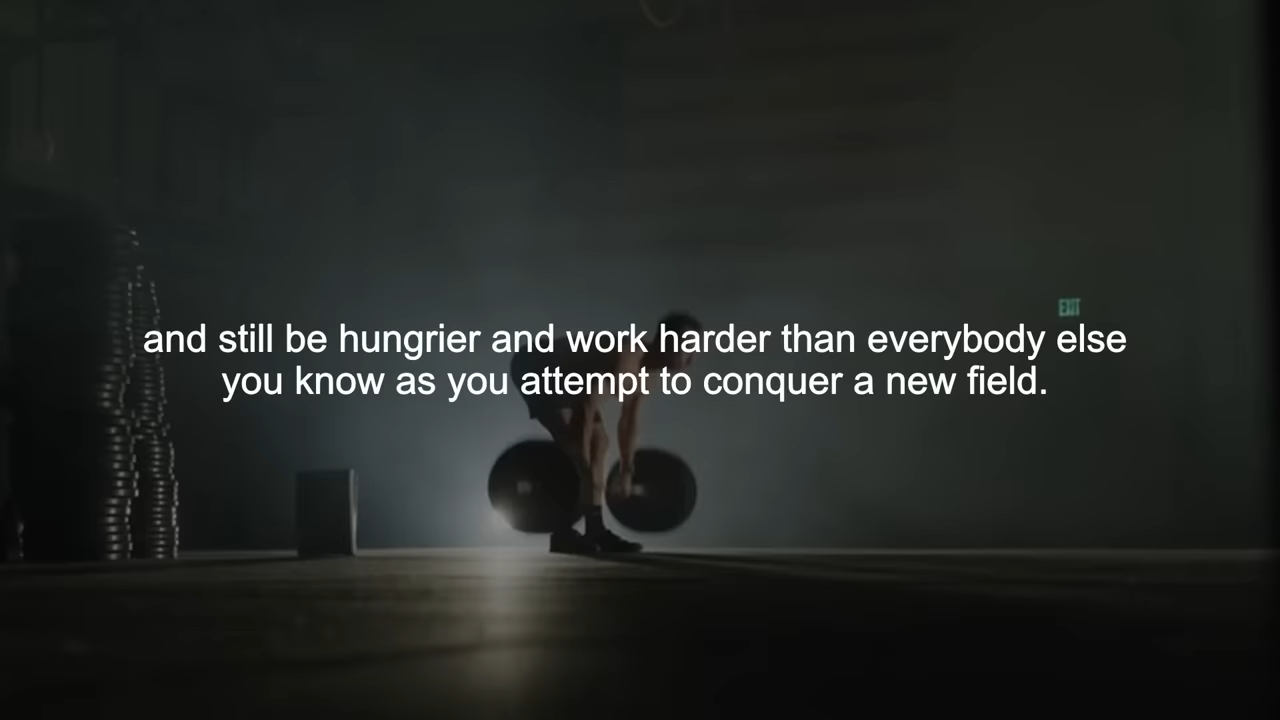 EXIT
and still be hungrier and work harder than everybody else
you know as you attempt to conquer a new field.